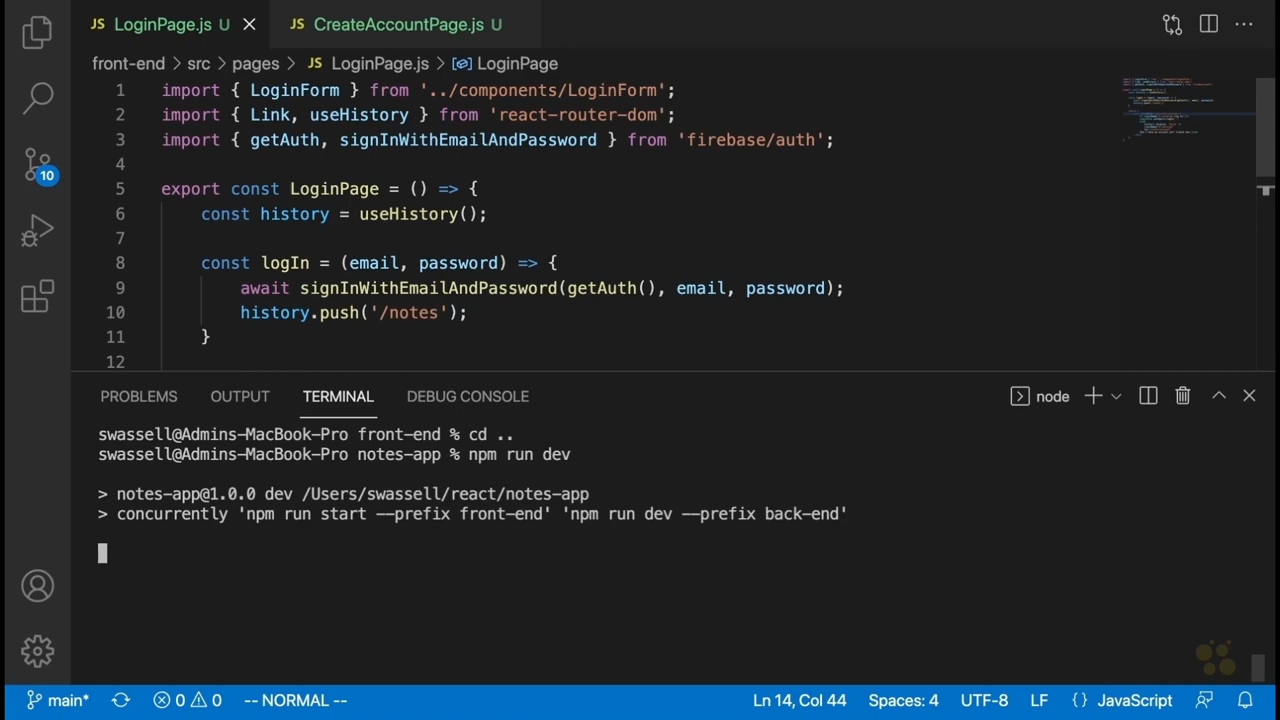 JS LoginPage.js U
JS CreateAccountPage.js U
front-end > src > pages > JS LoginPage.js > LoginPage
1 import { LoginForm } from '../components/LoginForm';
2 import { Link, useHistory } from 'react-router-dom';
3 import { getAuth, signInWithEmailAndPassword } from 'firebase/auth';
4
5 export const LoginPage = () => {
6 const history = useHistory();
7
8 const logIn = (email, password) => {
9 await signInWithEmailAndPassword(getAuth(), email, password);
10 history.push('/notes');
11 }
12
10
PROBLEMS OUTPUT TERMINAL DEBUG CONSOLE node
swassell@Admins-MacBook-Pro front-end % cd ..
swassell@Admins-MacBook-Pro notes-app % npm run dev
> notes-app@1.0.0 dev /Users/swassell/react/notes-app
> concurrently 'npm run start --prefix front-end' 'npm run dev --prefix back-end'
main* 0 0 -- NORMAL -- Ln 14, Col 44 Spaces: 4 UTF-8 LF {} JavaScript